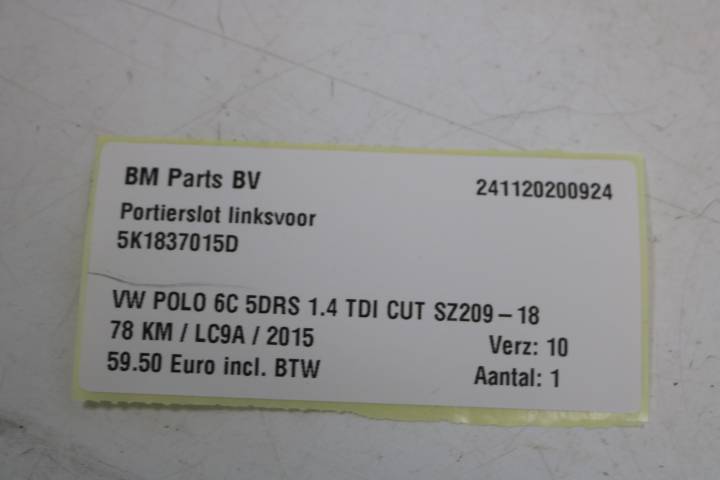 BM Parts BV 241120200924
Portierslot linksvoor
5K1837015D
VW POLO 6C 5DRS 1.4 TDI CUT SZ209-18
78 KM / LC9A / 2015 Verz: 10
59.50 Euro incl. BTW Aantal: 1